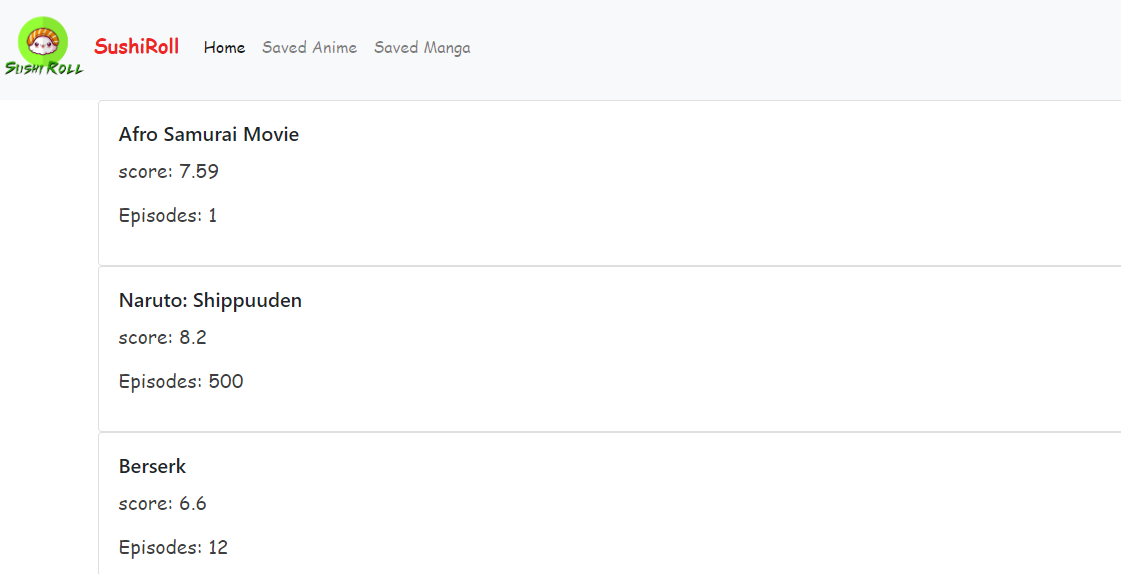 Sushi Roll
SushiRoll Home Saved Anime Saved Manga
Afro Samurai Movie
score: 7.59
Episodes: 1
Naruto: Shippuuden
score: 8.2
Episodes: 500
Berserk
score: 6.6
Episodes: 12